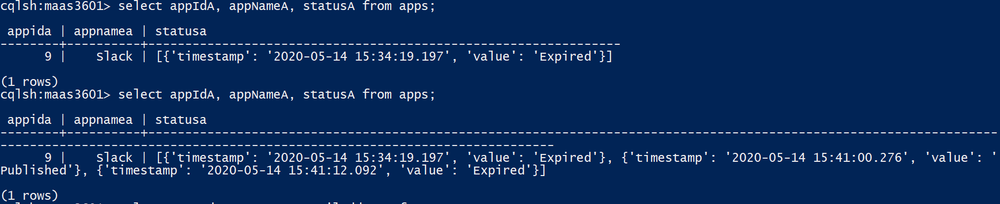 cqlsh:maas3601> select appIdA, appNameA, statusA from apps;
appida | appnamea | statusa
--------+----------+----------------------------------------------------------------
9 | Slack | [{'timestamp': '2020-05-14 15:34:19.197', 'value': 'Expired'}]
(1 rows)
cqlsh:maas3601> select appIdA, appNameA, statusA from apps;
appida | appnamea | statusa
--------+----------+-------------------------------------------------------------------------------------------------------------------
---------------------------------------------------------------------------
9 | Slack | [{'timestamp': '2020-05-14 15:34:19.197', 'value': 'Expired'}, {'timestamp': '2020-05-14 15:41:00.276', 'value': '
Published'}, {'timestamp': '2020-05-14 15:41:12.092', 'value': 'Expired'}]
(1 rows)